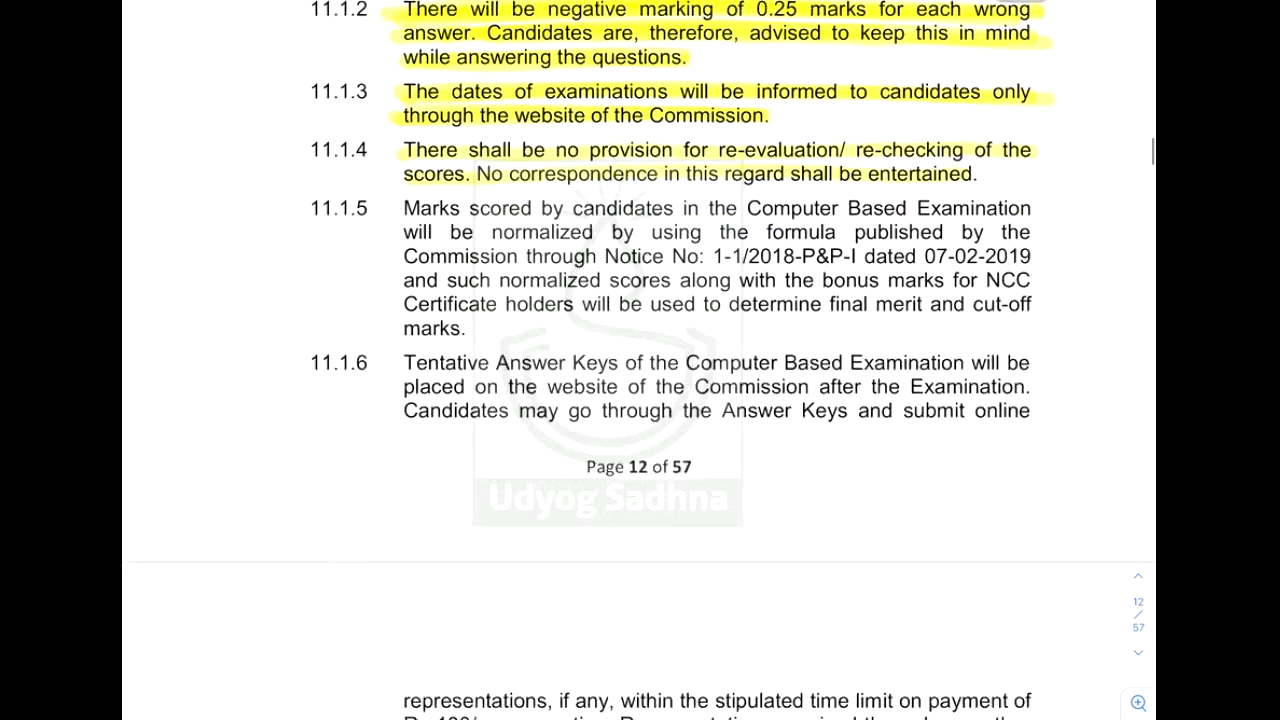 11.1.2 There will be negative marking of 0.25 marks for each wrong
answer. Candidates are, therefore, advised to keep this in mind
while answering the questions.
11.1.3 The dates of examinations will be informed to candidates only
through the website of the Commission.
11.1.4 There shall be no provision for re-evaluation/ re-checking of the
scores. No correspondence in this regard shall be entertained.
11.1.5 Marks scored by candidates in the Computer Based Examination
will be normalized by using the formula published by the
Commission through Notice No: 1-1/2018-P&P-I dated 07-02-2019
and such normalized scores along with the bonus marks for NCC
Certificate holders will be used to determine final merit and cut-off
marks.
11.1.6 Tentative Answer Keys of the Computer Based Examination will be
placed on the website of the Commission after the Examination.
Candidates may go through the Answer Keys and submit online
Page 12 of 57
Udyog Sadhna
12
/
57
representations, if any, within the stipulated time limit on payment of